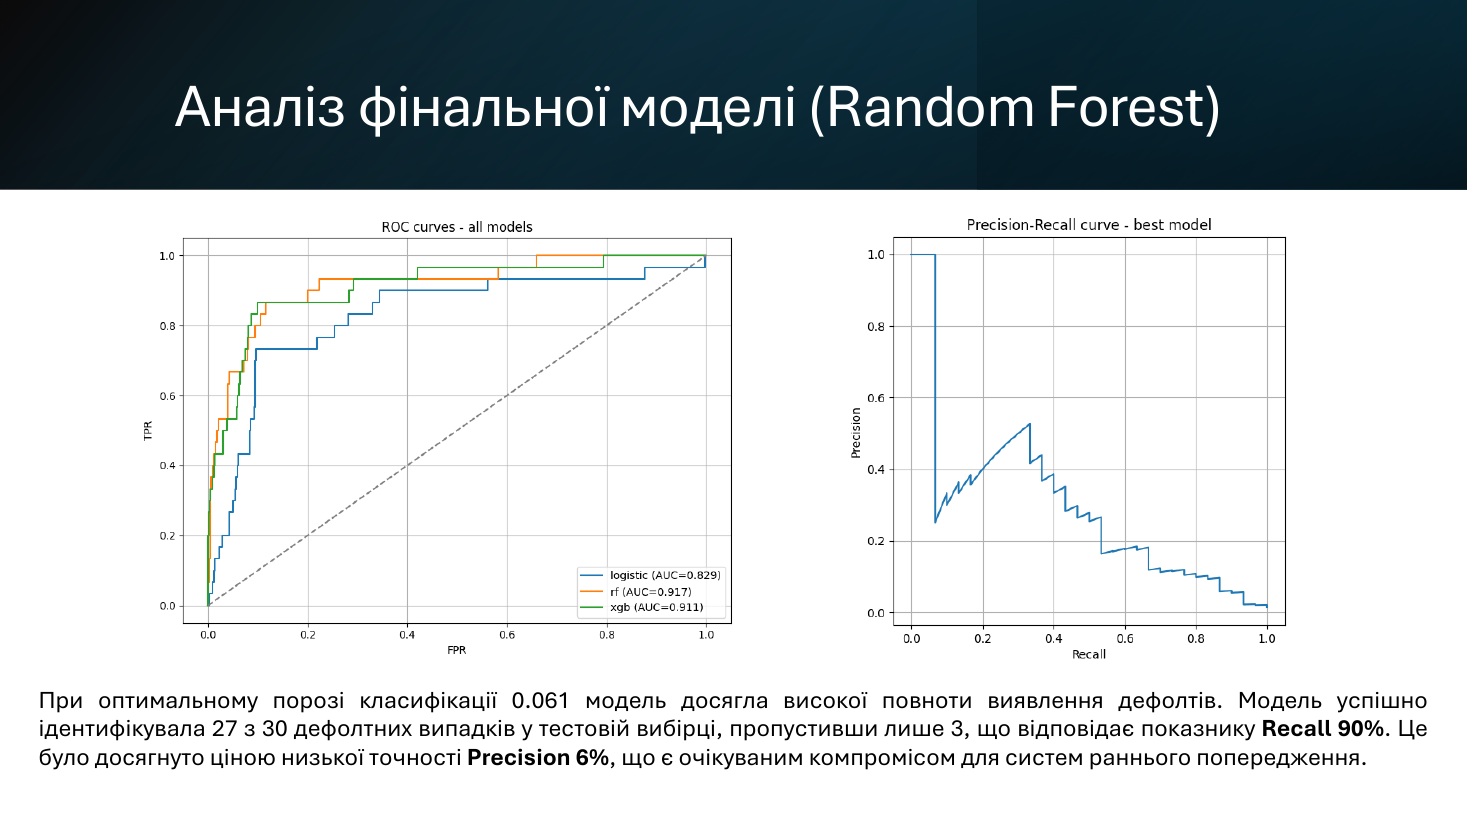 Аналіз фінальної моделі (Random Forest)
ROC curves - all models
1.0
0.8
0.6
0.4
0.2
0.0
TPR
0.0 0.2 0.4 0.6 0.8 1.0
FPR
logistic (AUC=0.829)
rf (AUC=0.917)
xgb (AUC=0.911)
Precision-Recall curve - best model
1.0
0.8
0.6
0.4
0.2
0.0
Precision
0.0 0.2 0.4 0.6 0.8 1.0
Recall
При оптимальному порозі класифікації 0.061 модель досягла високої повноти виявлення дефолтів. Модель успішно
ідентифікувала 27 з 30 дефолтних випадків у тестовій вибірці, пропустивши лише 3, що відповідає показнику Recall 90%. Це
було досягнуто ціною низької точності Precision 6%, що є очікуваним компромісом для систем раннього попередження.